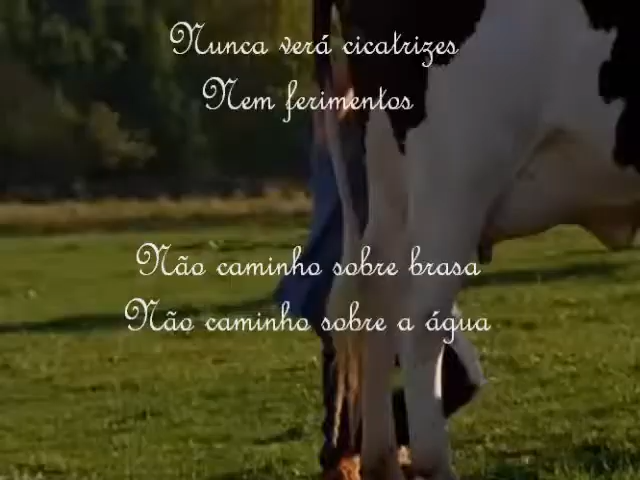 Nunca verá cicatrizes
Nem ferimentos
Não caminho sobre brasa
Não caminho sobre a água